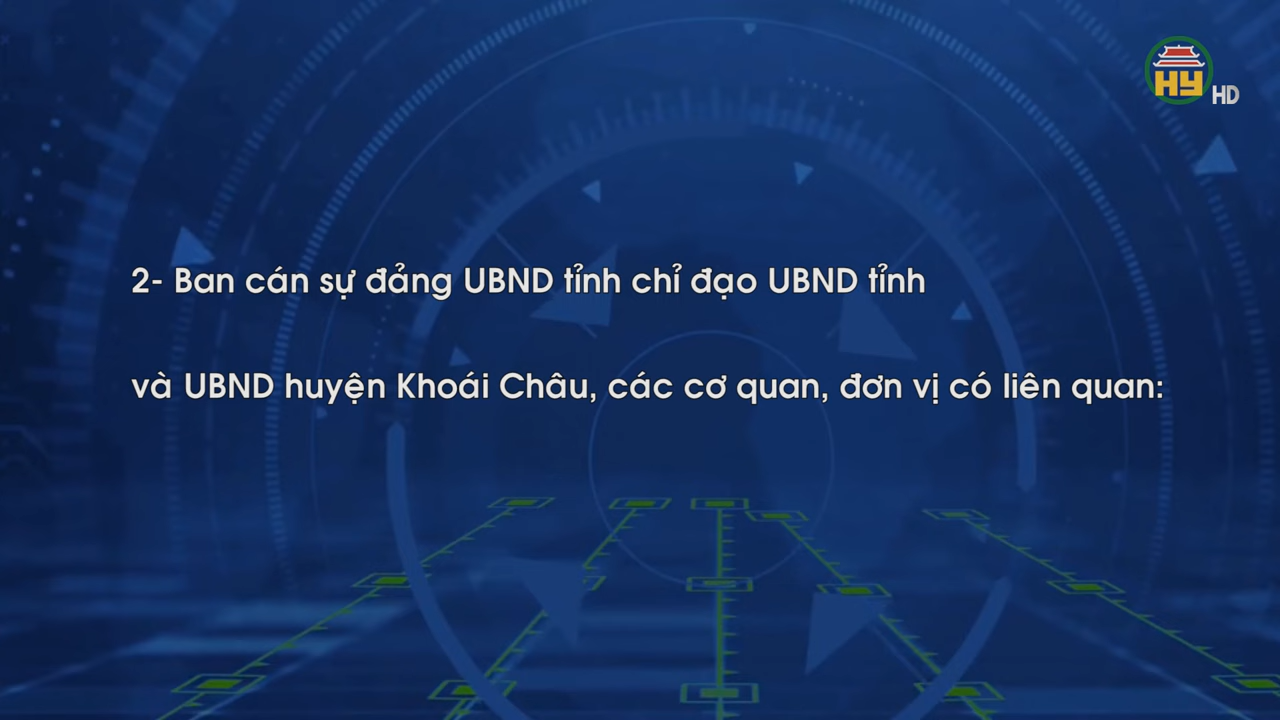 HY HD
2- Ban cán sự đảng UBND tỉnh chỉ đạo UBND tỉnh
và UBND huyện Khoái Châu, các cơ quan, đơn vị có liên quan: